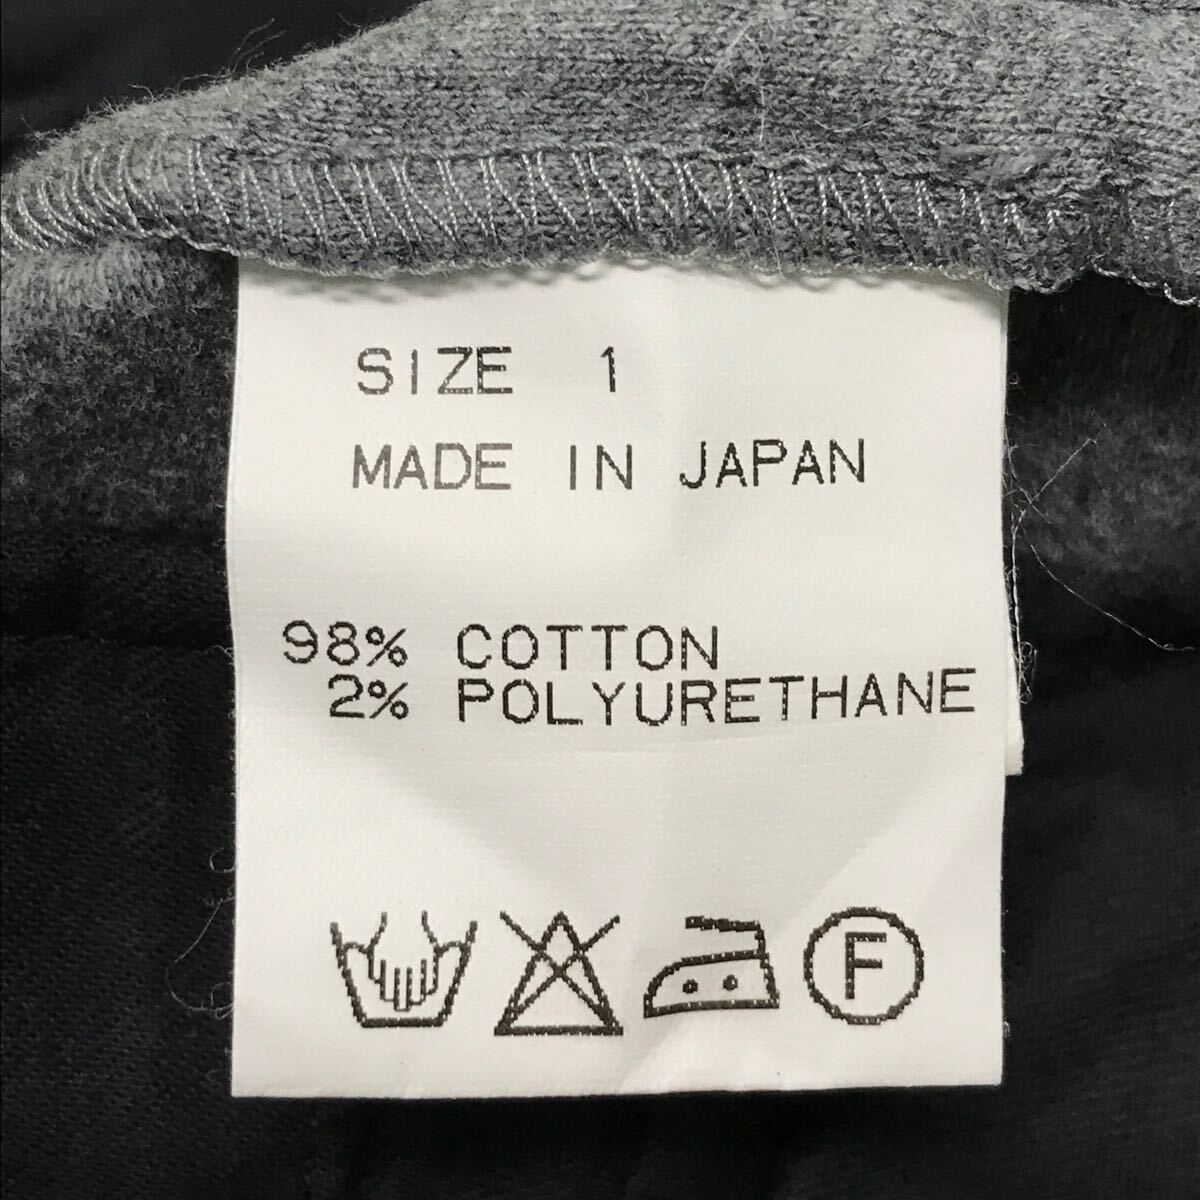 SIZE 1
MADE IN JAPAN
98% COTTON
2% POLYURETHANE
F